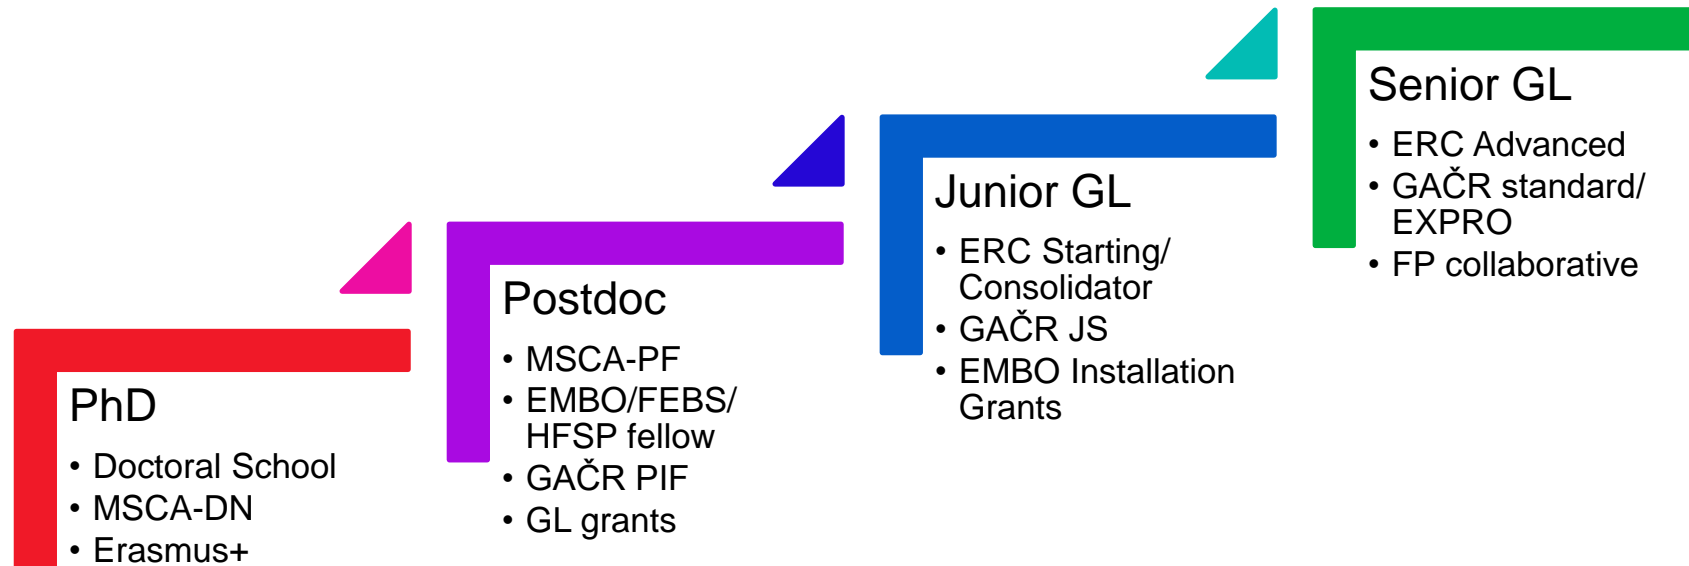 PhD
• Doctoral School
• MSCA-DN
• Erasmus+
Postdoc
• MSCA-PF
• EMBO/FEBS/
HFSP fellow
• GAČR PIF
• GL grants
Junior GL
• ERC Starting/
Consolidator
• GAČR JS
• EMBO Installation
Grants
Senior GL
• ERC Advanced
• GAČR standard/
EXPRO
• FP collaborative